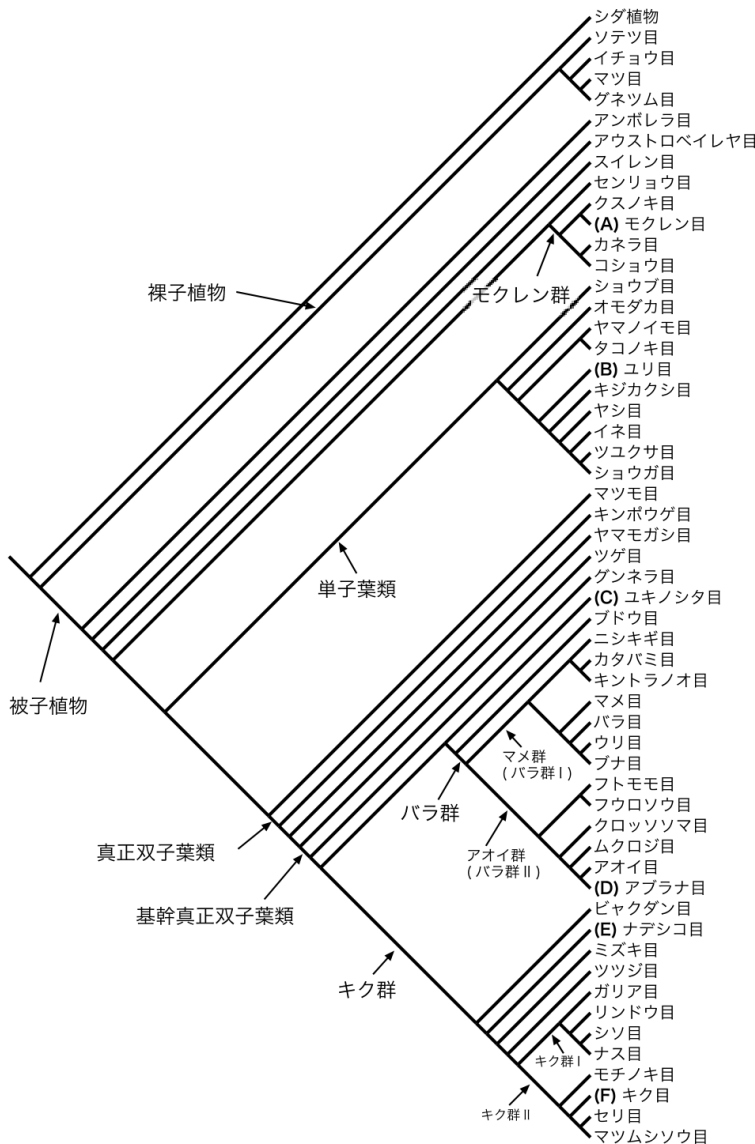 シダ植物
ソテツ目
イチョウ目
マツ目
グネツム目
アンボレラ目
アウストロベイレヤ目
スイレン目
センリョウ目
クスノキ目
(A) モクレン目
カネラ目
コショウ目
モクレン群
裸子植物
ショウブ目
オモダカ目
ヤマノイモ目
タコノキ目
(B) ユリ目
キジカクシ目
ヤシ目
イネ目
ツユクサ目
ショウガ目
単子葉類
被子植物
マツモ目
キンポウゲ目
ヤマモガシ目
ツゲ目
グンネラ目
(C) ユキノシタ目
ブドウ目
ニシキギ目
カタバミ目
キントラノオ目
マメ目
バラ目
ウリ目
ブナ目
マメ群
(バラ群 I )
フトモモ目
フウロソウ目
クロッソソマ目
ムクロジ目
アオイ目
(D) アブラナ目
バラ群
アオイ群
(バラ群 II )
真正双子葉類
基幹真正双子葉類
キク群
ビャクダン目
(E) ナデシコ目
ミズキ目
ツツジ目
ガリア目
リンドウ目
シソ目
ナス目
キク群 I
モチノキ目
(F) キク目
セリ目
マツムシソウ目
キク群 II